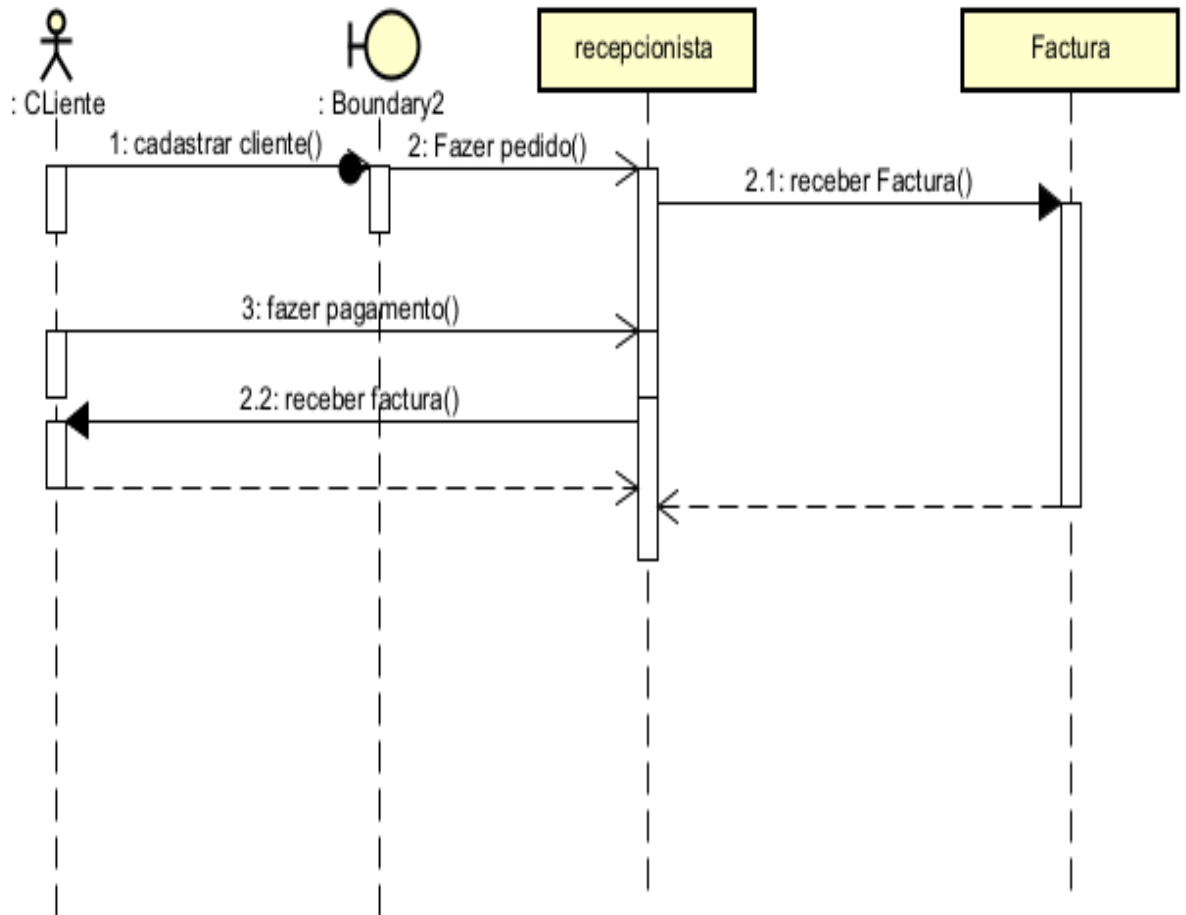 recepcionista
Factura
: CLiente
: Boundary2
1: cadastrar cliente()
2: Fazer pedido()
2.1: receber Factura()
3: fazer pagamento()
2.2: receber factura()